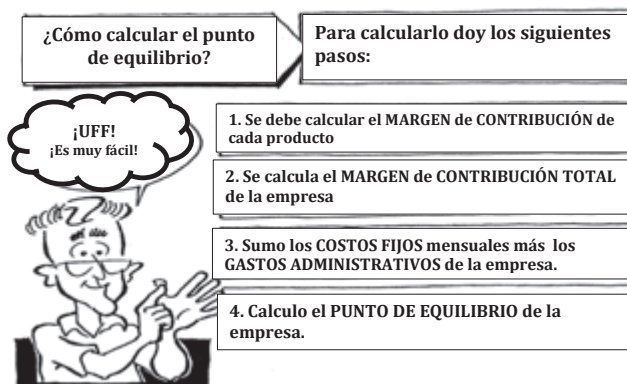 ¿Cómo calcular el punto
de equilibrio?
Para calcularlo doy los siguientes
pasos:
¡UFF!
¡Es muy fácil!
1. Se debe calcular el MARGEN de CONTRIBUCIÓN de
cada producto
2. Se calcula el MARGEN de CONTRIBUCIÓN TOTAL
de la empresa
3. Sumo los COSTOS FIJOS mensuales más los
GASTOS ADMINISTRATIVOS de la empresa.
4. Calculo el PUNTO DE EQUILIBRIO de la
empresa.